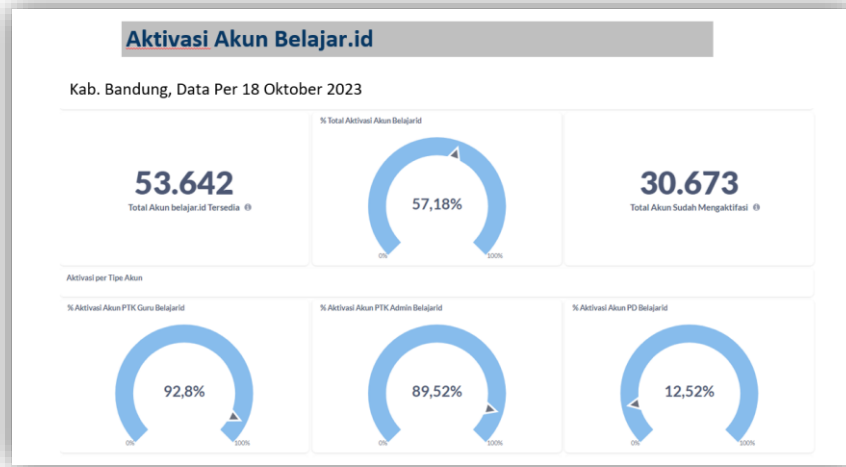 Aktivasi Akun Belajar.id
Kab. Bandung, Data Per 18 Oktober 2023
% Total Aktivasi Akun Belajarid
53.642
Total Akun belajar.id Tersedia
57,18%
0%
100%
30.673
Total Akun Sudah Mengaktifasi
Aktivasi per Tipe Akun
% Aktivasi Akun PTK Guru Belajarid
92,8%
0%
100%
% Aktivasi Akun PTK Admin Belajarid
89,52%
0%
100%
% Aktivasi Akun PD Belajarid
12,52%
0%
100%